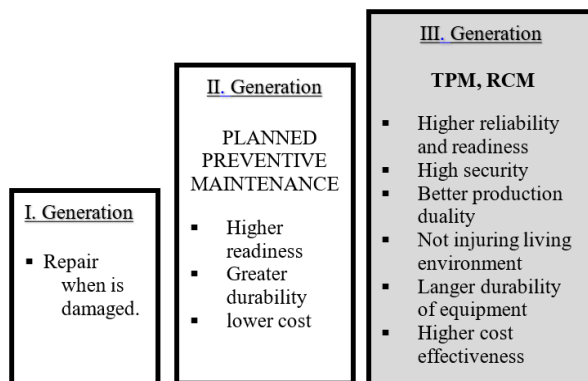 I. Generation
▪ Repair
when is
damaged.
II. Generation
PLANNED
PREVENTIVE
MAINTENANCE
▪ Higher
readiness
▪ Greater
durability
▪ lower cost
III. Generation
TPM, RCM
▪ Higher reliability
and readiness
▪ High security
▪ Better production
duality
▪ Not injuring living
environment
▪ Langer durability
of equipment
▪ Higher cost
effectiveness